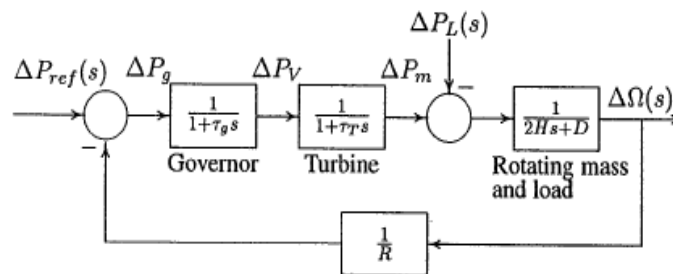 ΔP_L(s)
ΔP_ref(s) ΔP_g ΔP_V ΔP_m ΔΩ(s)
− −
1/(1+τ_g s) 1/(1+τ_T s) 1/(2Hs+D)
Governor Turbine Rotating mass
and load
1/R